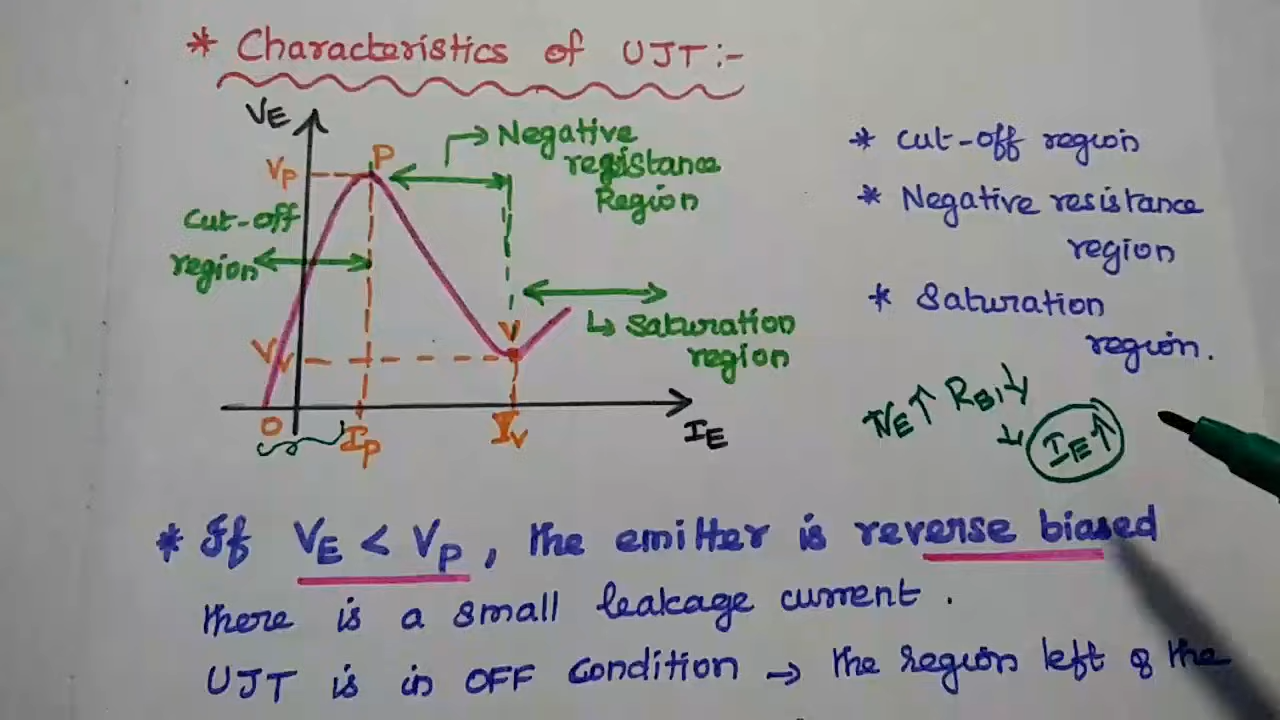 * Characteristics of UJT:-
VE
Vp
P
Negative
resistance
Region
Cut-off
region
V
Saturation
region
0
Ip
Iv
IE
* Cut-off region
* Negative resistance
region
* Saturation
region.
VE↑ RB1↓
↓ IE↑
* If VE < VP, the emitter is reverse biased
there is a small leakage current.
UJT is in OFF condition → the region left of the